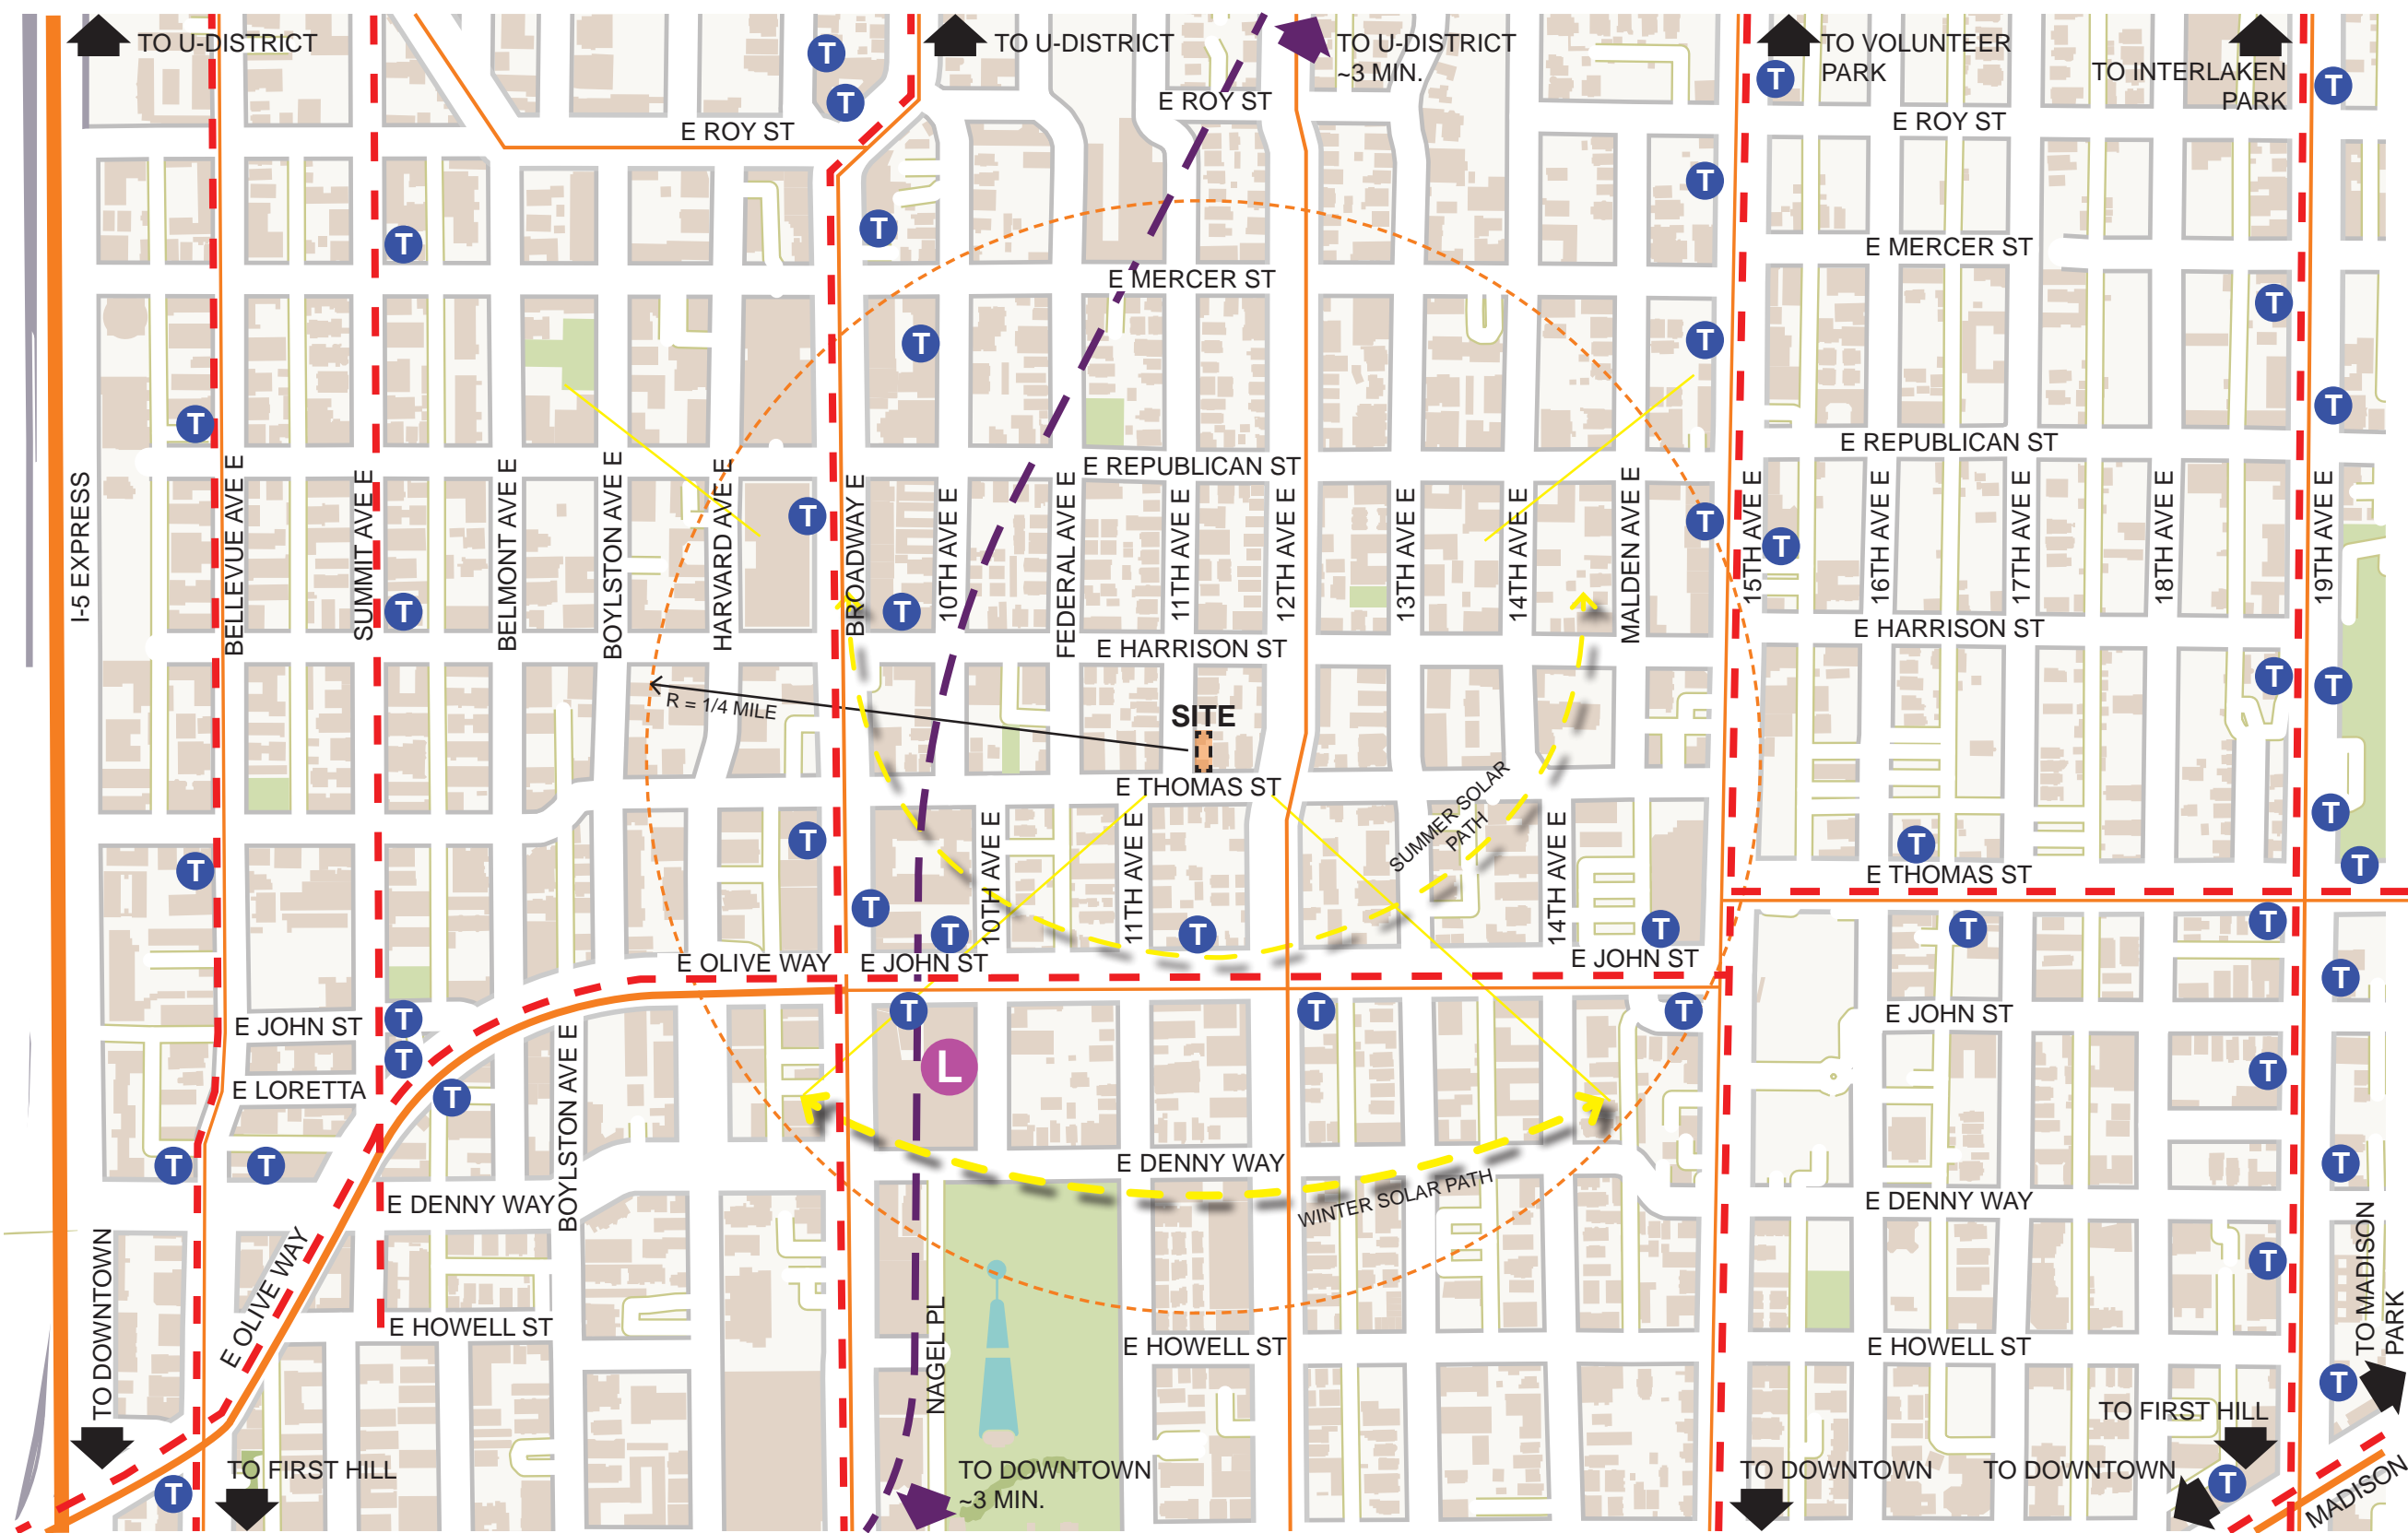 TO U-DISTRICT
TO U-DISTRICT
TO U-DISTRICT
~3 MIN.
TO VOLUNTEER
PARK
TO INTERLAKEN
PARK
T
T
T
T
E ROY ST
E ROY ST
E ROY ST
T
T
T
E MERCER ST
E MERCER ST
T
T
T
T
T
T
E REPUBLICAN ST
E REPUBLICAN ST
I-5 EXPRESS
BELLEVUE AVE E
SUMMIT AVE E
BELMONT AVE E
BOYLSTON AVE E
HARVARD AVE E
BROADWAY E
10TH AVE E
FEDERAL AVE E
11TH AVE E
12TH AVE E
13TH AVE E
14TH AVE E
MALDEN AVE E
15TH AVE E
16TH AVE E
17TH AVE E
18TH AVE E
19TH AVE E
T
T
T
T
T
E HARRISON ST
E HARRISON ST
R = 1/4 MILE
SITE
T
T
E THOMAS ST
SUMMER SOLAR
PATH
T
T
T
T
T
10TH AVE E
11TH AVE E
14TH AVE E
E THOMAS ST
T
T
T
T
T
T
E OLIVE WAY
E JOHN ST
E JOHN ST
T
T
T
T
T
E JOHN ST
E JOHN ST
T
T
L
T
E LORETTA
T
BOYLSTON AVE E
T
T
T
E DENNY WAY
E DENNY WAY
E DENNY WAY
WINTER SOLAR PATH
T
TO DOWNTOWN
E OLIVE WAY
E HOWELL ST
NAGEL PL
E HOWELL ST
E HOWELL ST
TO MADISON
PARK
T
TO FIRST HILL
TO FIRST HILL
TO DOWNTOWN
~3 MIN.
TO DOWNTOWN
TO DOWNTOWN
T
T
MADISON